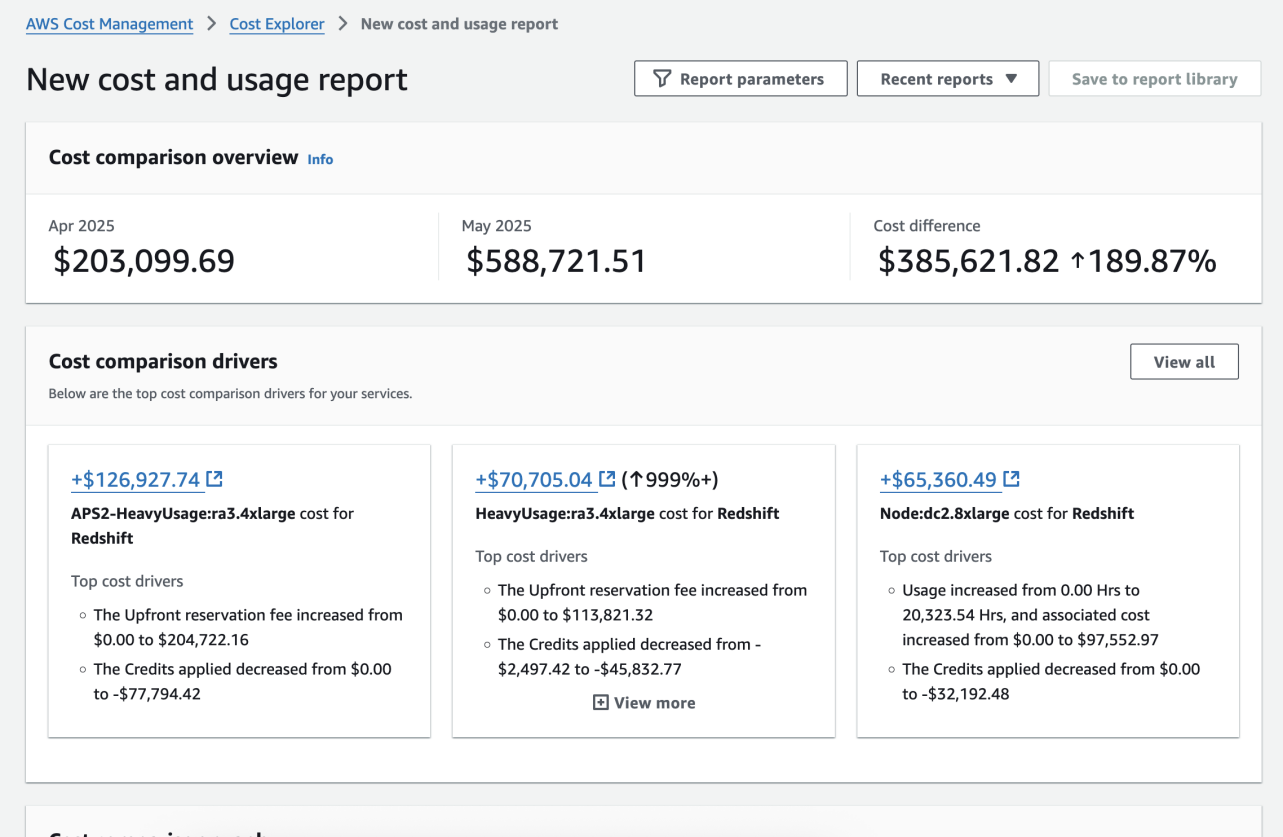 AWS Cost Management > Cost Explorer > New cost and usage report
New cost and usage report
Report parameters
Recent reports ▼
Save to report library
Cost comparison overview Info
Apr 2025
$203,099.69
May 2025
$588,721.51
Cost difference
$385,621.82 ↑189.87%
Cost comparison drivers
Below are the top cost comparison drivers for your services.
View all
+$126,927.74
APS2-HeavyUsage:ra3.4xlarge cost for
Redshift
Top cost drivers
◦ The Upfront reservation fee increased from
$0.00 to $204,722.16
◦ The Credits applied decreased from $0.00
to -$77,794.42
+$70,705.04 (↑999%+)
HeavyUsage:ra3.4xlarge cost for Redshift
Top cost drivers
◦ The Upfront reservation fee increased from
$0.00 to $113,821.32
◦ The Credits applied decreased from -
$2,497.42 to -$45,832.77
View more
+$65,360.49
Node:dc2.8xlarge cost for Redshift
Top cost drivers
◦ Usage increased from 0.00 Hrs to
20,323.54 Hrs, and associated cost
increased from $0.00 to $97,552.97
◦ The Credits applied decreased from $0.00
to -$32,192.48